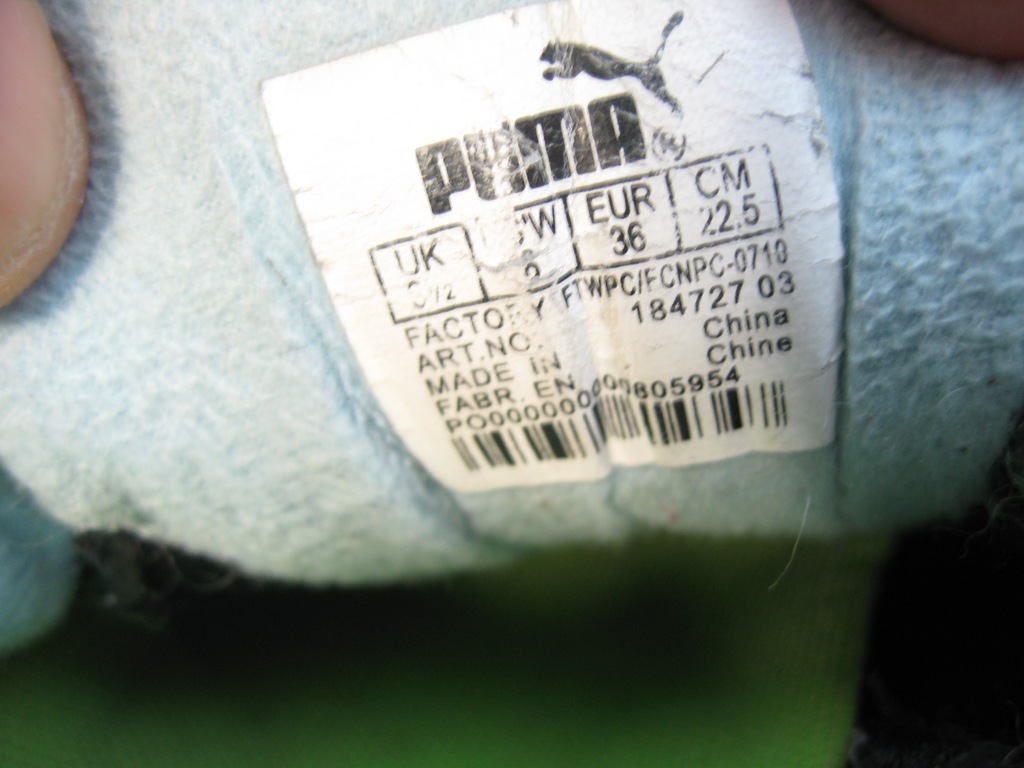 PUMA®
UK EUR CM
36 22.5
FACTORY FTWPC/FCNPC-0710
ART.NO. 184727 03
MADE IN China
FABR. EN Chine